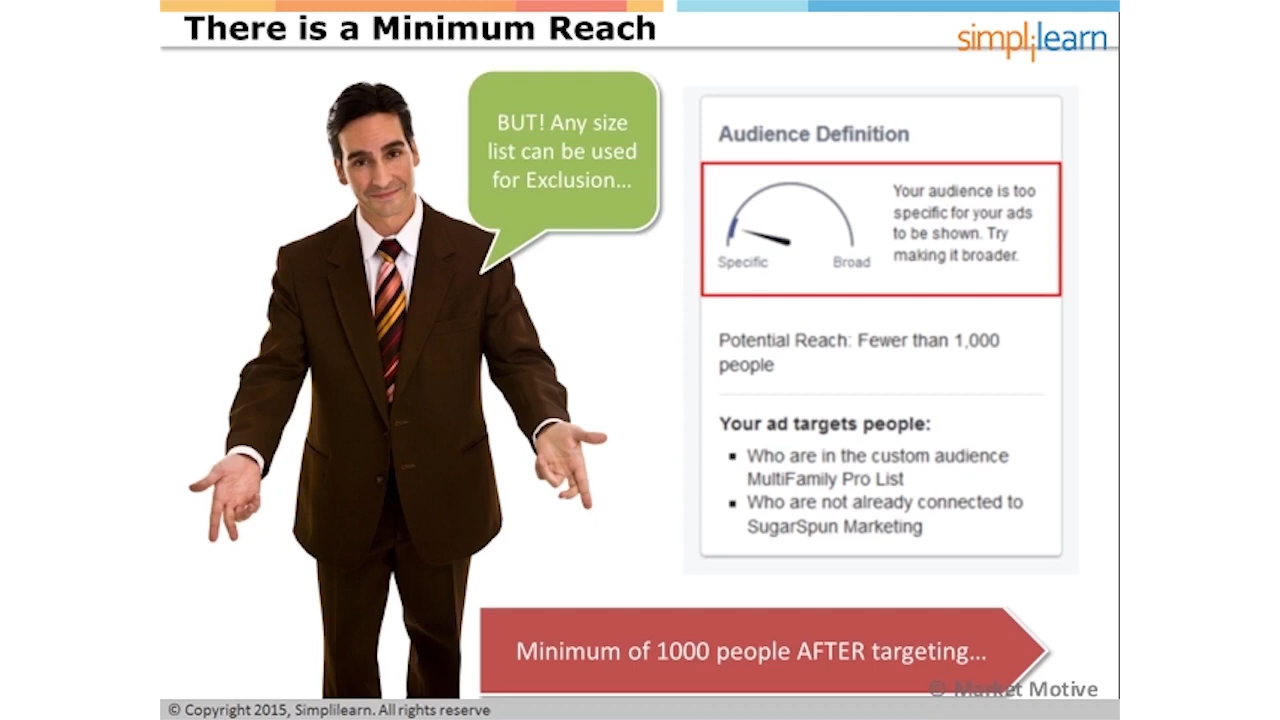 There is a Minimum Reach
simplilearn
BUT! Any size
list can be used
for Exclusion...
Audience Definition
Your audience is too
specific for your ads
to be shown. Try
making it broader.
Specific
Broad
Potential Reach: Fewer than 1,000
people
Your ad targets people:
▪ Who are in the custom audience
MultiFamily Pro List
▪ Who are not already connected to
SugarSpun Marketing
Minimum of 1000 people AFTER targeting...
© Market Motive
© Copyright 2015, Simplilearn. All rights reserve